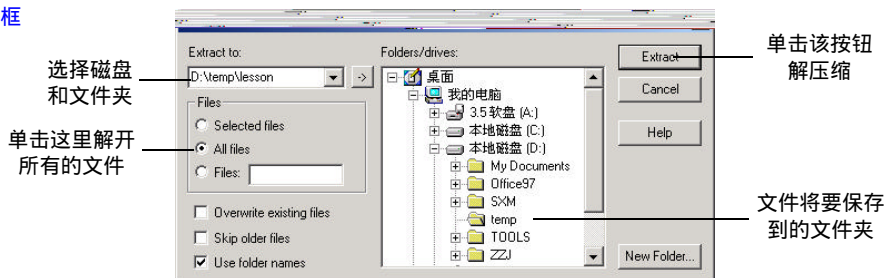 框
选择磁盘
和文件夹
单击这里解开
所有的文件
Extract to:
D:\temp\lesson
->
Files
Selected files
All files
Files:
Overwrite existing files
Skip older files
Use folder names
Folders/drives:
桌面
我的电脑
3.5 软盘 (A:)
本地磁盘 (C:)
本地磁盘 (D:)
My Documents
Office97
SXM
temp
TOOLS
ZZJ
Extract
Cancel
Help
New Folder...
单击该按钮
解压缩
文件将要保存
到的文件夹